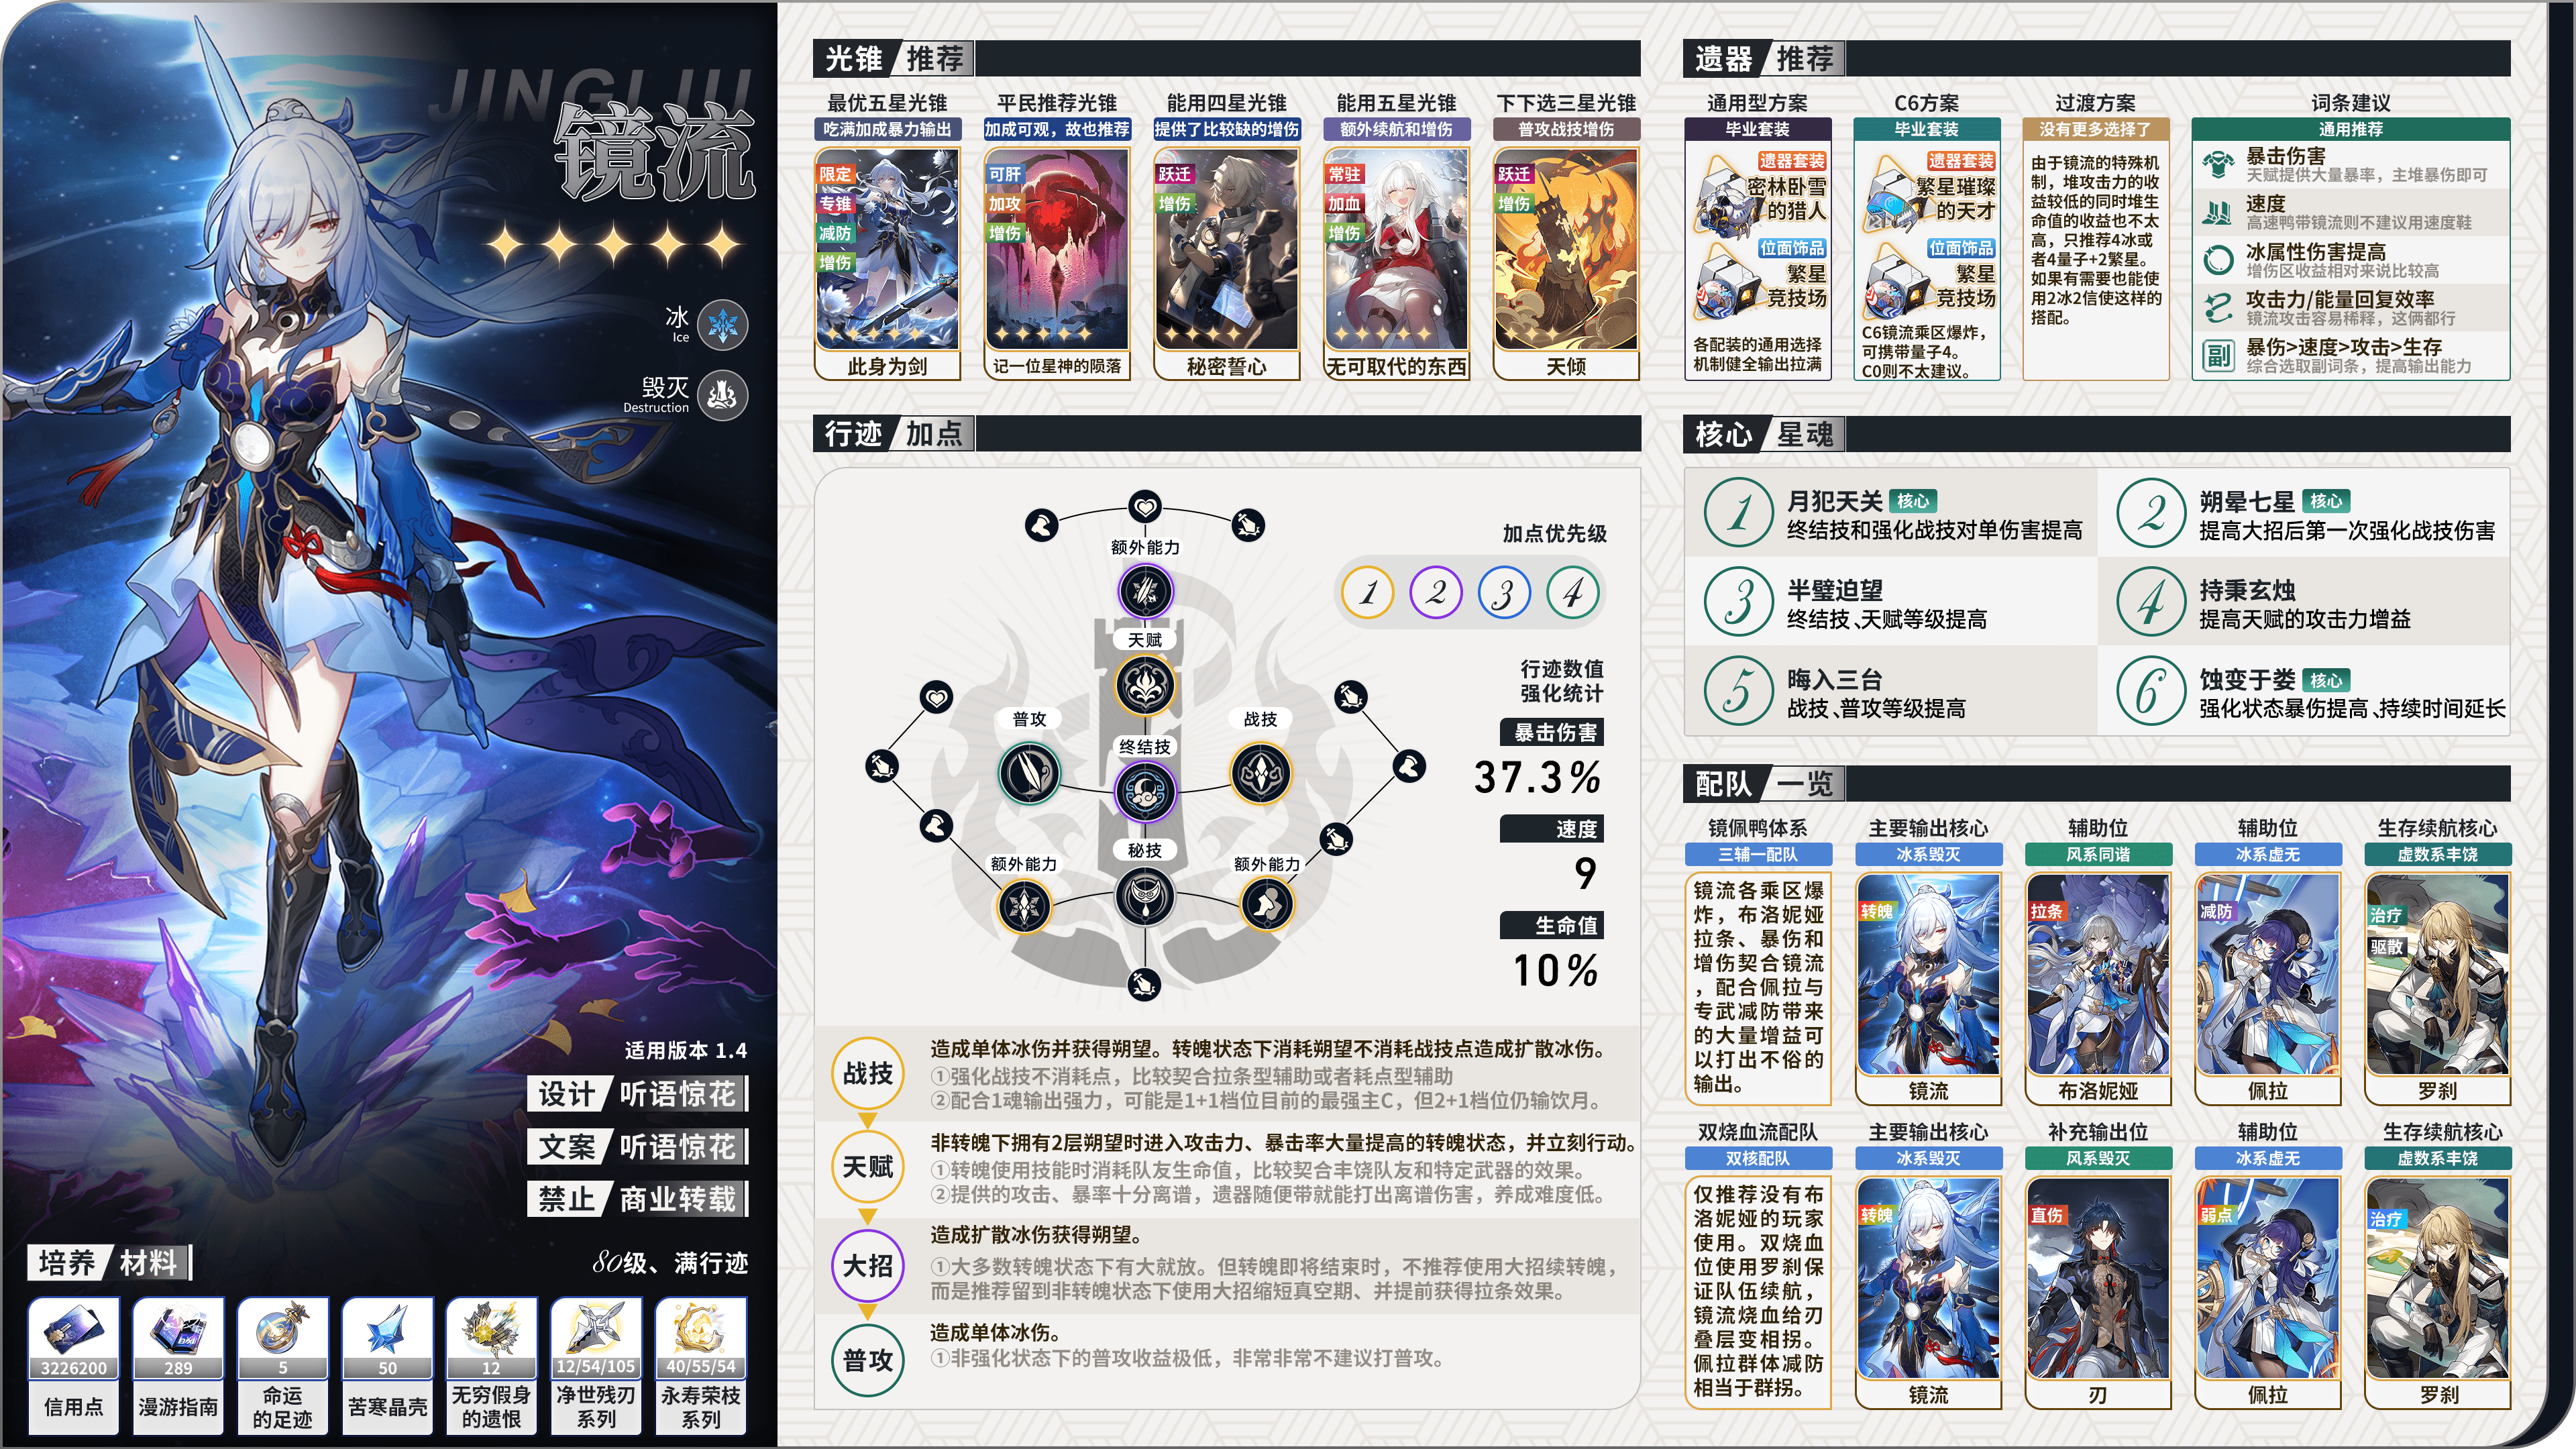 JINGLIU
镜流
冰
Ice
毁灭
Destruction
适用版本 1.4
设计 听语惊花
文案 听语惊花
禁止 商业转载
培养 材料
80级、满行迹
3226200
信用点
289
漫游指南
5
命运
的足迹
50
苦寒晶壳
12
无穷假身
的遗恨
12/54/105
净世残刃
系列
40/55/54
永寿荣枝
系列
光锥 推荐
最优五星光锥
吃满加成暴力输出
限定
专锥
减防
增伤
此身为剑
平民推荐光锥
加成可观，故也推荐
可肝
加攻
增伤
记一位星神的陨落
能用四星光锥
提供了比较缺的增伤
跃迁
增伤
秘密誓心
能用五星光锥
额外续航和增伤
常驻
加血
增伤
无可取代的东西
下下选三星光锥
普攻战技增伤
跃迁
增伤
天倾
行迹 加点
加点优先级
1 2 3 4
额外能力
天赋
普攻
战技
终结技
秘技
额外能力
额外能力
行迹数值
强化统计
暴击伤害
37.3%
速度
9
生命值
10%
战技
造成单体冰伤并获得朔望。转魄状态下消耗朔望不消耗战技点造成扩散冰伤。
①强化战技不消耗点，比较契合拉条型辅助或者耗点型辅助
②配合1魂输出强力，可能是1+1档位目前的最强主C，但2+1档位仍输饮月。
天赋
非转魄下拥有2层朔望时进入攻击力、暴击率大量提高的转魄状态，并立刻行动。
①转魄使用技能时消耗队友生命值，比较契合丰饶队友和特定武器的效果。
②提供的攻击、暴率十分离谱，遗器随便带就能打出离谱伤害，养成难度低。
大招
造成扩散冰伤获得朔望。
①大多数转魄状态下有大就放。但转魄即将结束时，不推荐使用大招续转魄，
而是推荐留到非转魄状态下使用大招缩短真空期、并提前获得拉条效果。
普攻
造成单体冰伤。
①非强化状态下的普攻收益极低，非常非常不建议打普攻。
遗器 推荐
通用型方案
毕业套装
遗器套装
密林卧雪
的猎人
位面饰品
繁星
竞技场
各配装的通用选择
机制健全输出拉满
C6方案
毕业套装
遗器套装
繁星璀璨
的天才
位面饰品
繁星
竞技场
C6镜流乘区爆炸，
可携带量子4。
C0则不太建议。
过渡方案
没有更多选择了
由于镜流的特殊机
制，堆攻击力的收
益较低的同时堆生
命值的收益也不太
高，只推荐4冰或
者4量子+2繁星。
如果有需要也能使
用2冰2信使这样的
搭配。
词条建议
通用推荐
暴击伤害
天赋提供大量暴率，主堆暴伤即可
速度
高速鸭带镜流则不建议用速度鞋
冰属性伤害提高
增伤区收益相对来说比较高
攻击力/能量回复效率
镜流攻击容易稀释，这俩都行
副
暴伤>速度>攻击>生存
综合选取副词条，提高输出能力
核心 星魂
1
月犯天关 核心
终结技和强化战技对单伤害提高
2
朔晕七星 核心
提高大招后第一次强化战技伤害
3
半璧迫望
终结技、天赋等级提高
4
持秉玄烛
提高天赋的攻击力增益
5
晦入三台
战技、普攻等级提高
6
蚀变于娄 核心
强化状态暴伤提高、持续时间延长
配队 一览
镜佩鸭体系
三辅一配队
镜流各乘区爆
炸，布洛妮娅
拉条、暴伤和
增伤契合镜流
，配合佩拉与
专武减防带来
的大量增益可
以打出不俗的
输出。
主要输出核心
冰系毁灭
转魄
镜流
辅助位
风系同谐
拉条
布洛妮娅
辅助位
冰系虚无
减防
佩拉
生存续航核心
虚数系丰饶
治疗
驱散
罗刹
双烧血流配队
双核配队
仅推荐没有布
洛妮娅的玩家
使用。双烧血
位使用罗刹保
证队伍续航，
镜流烧血给刃
叠层变相拐。
佩拉群体减防
相当于群拐。
主要输出核心
冰系毁灭
转魄
镜流
补充输出位
风系毁灭
直伤
刃
辅助位
冰系虚无
弱点
佩拉
生存续航核心
虚数系丰饶
治疗
罗刹